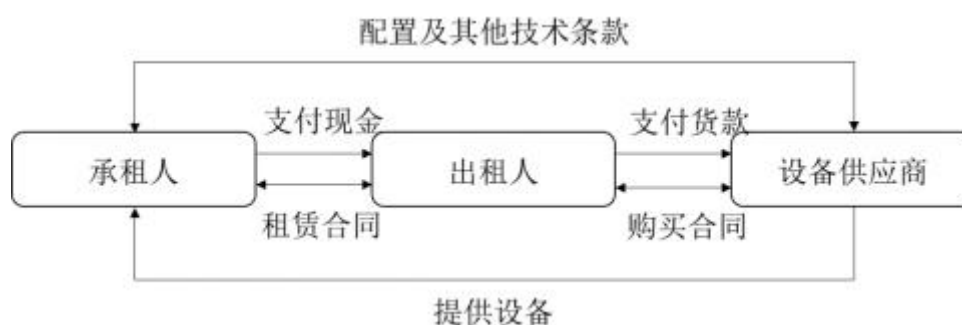 配置及其他技术条款
支付现金
支付货款
承租人
出租人
设备供应商
租赁合同
购买合同
提供设备